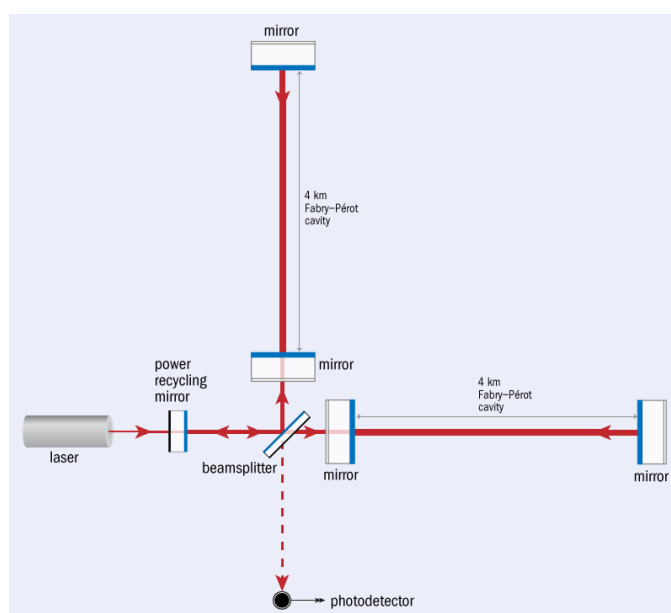 mirror
4 km
Fabry–Pérot
cavity
mirror
power
recycling
mirror
4 km
Fabry–Pérot
cavity
laser
beamsplitter
mirror
mirror
photodetector